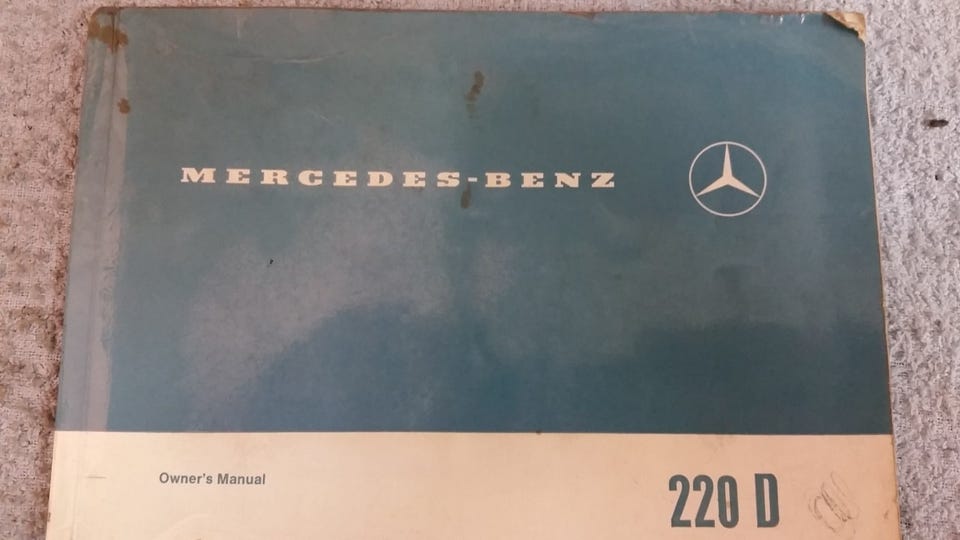 MERCEDES-BENZ
Owner's Manual
220 D